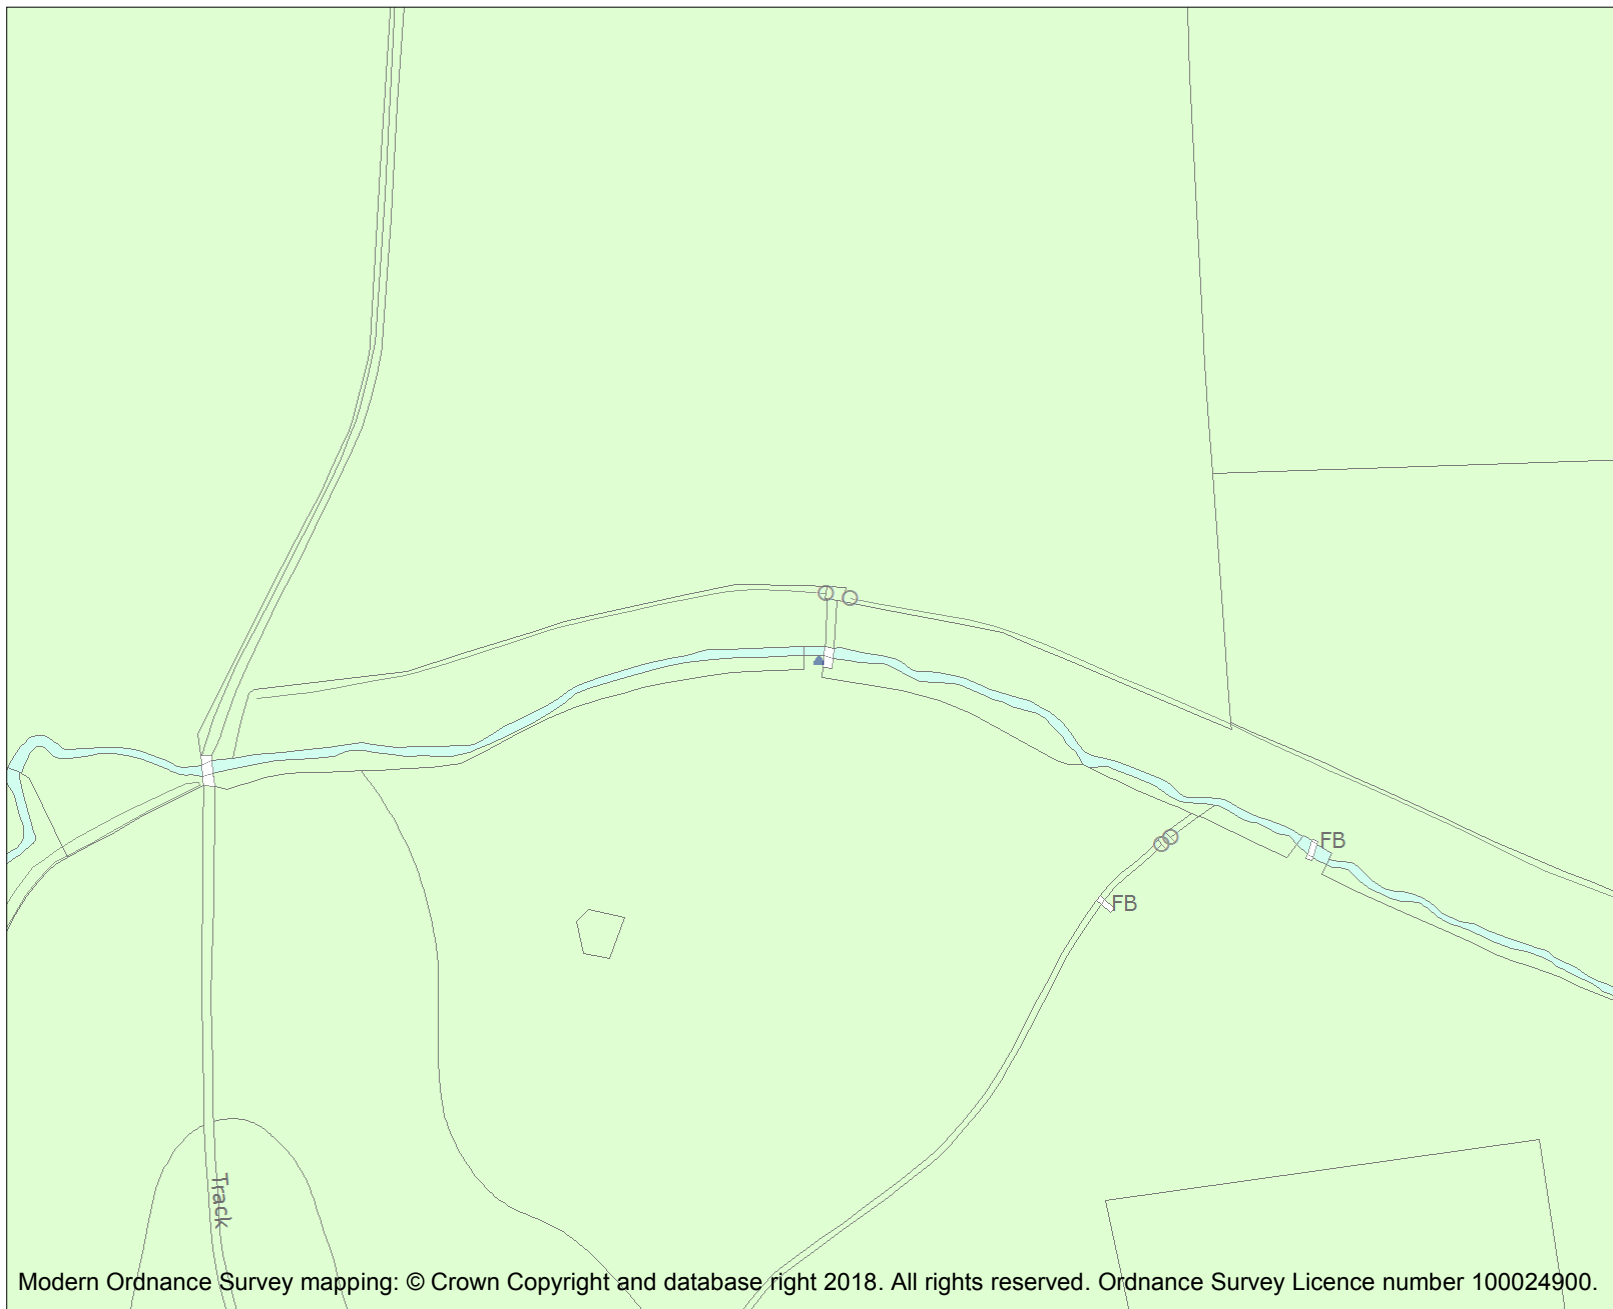 FB
FB
Track
Modern Ordnance Survey mapping: © Crown Copyright and database right 2018. All rights reserved. Ordnance Survey Licence number 100024900.